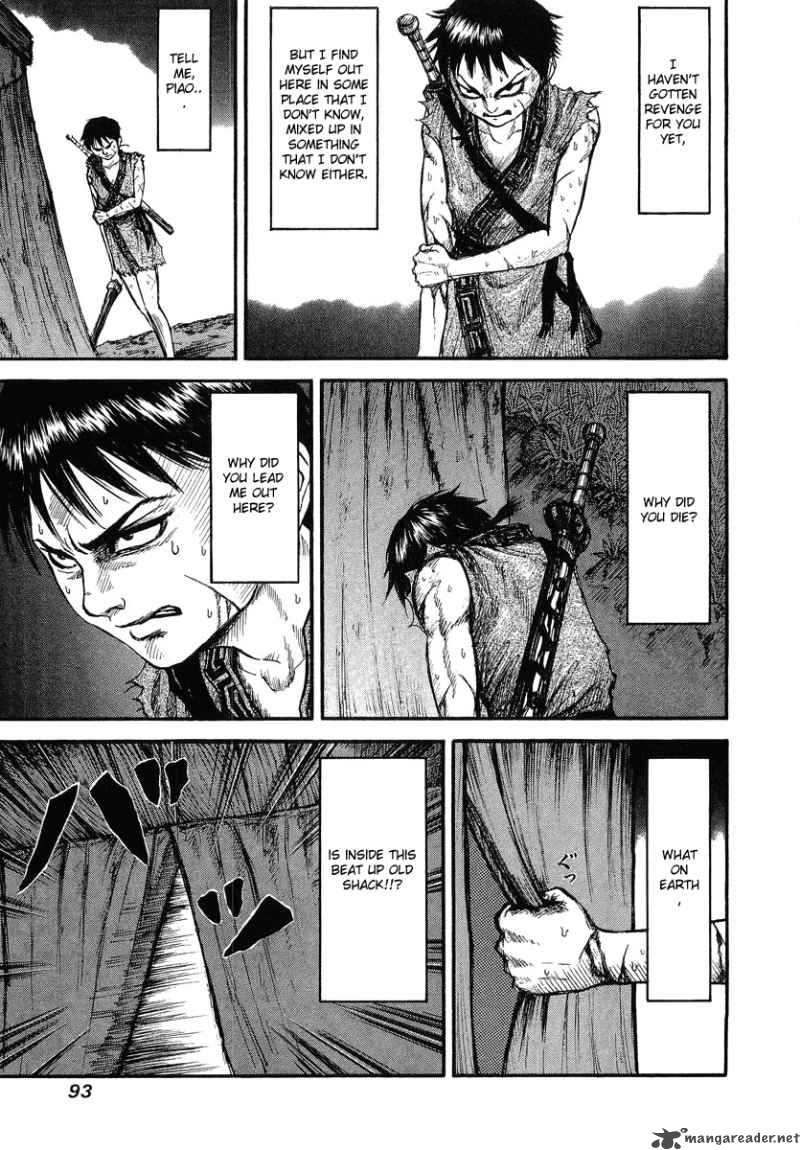 I
HAVEN'T
GOTTEN
REVENGE
FOR YOU
YET,
BUT I FIND
MYSELF OUT
HERE IN SOME
PLACE THAT I
DON'T KNOW,
MIXED UP IN
SOMETHING
THAT I DON'T
KNOW EITHER.
TELL
ME,
PIAO..
.
WHY DID
YOU DIE?
WHY DID
YOU LEAD
ME OUT
HERE?
WHAT
ON
EARTH
,
ぐっ
IS INSIDE THIS
BEAT UP OLD
SHACK!!?
バッ
93
mangareader.net